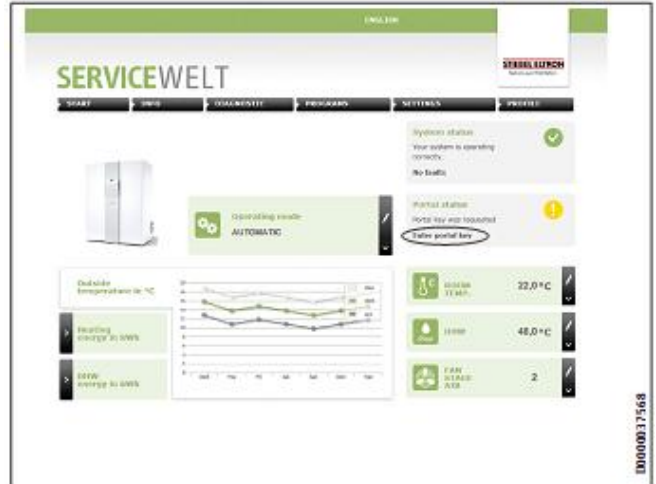 ENGLISH
STIEBEL ELTRON
SERVICEWELT
START
INFO
DIAGNOSTIC
PROGRAMS
SETTINGS
PROFILE
System status
Your system is operating
correctly.
No faults
Operating mode
AUTOMATIC
Portal status
Portal key was requested
Enter portal key
Outside
temperature in °C
Heating
energy in kWh
DHW
energy in kWh
ROOM
TEMP.
22,0 °C
DHW
48,0 °C
FAN
STAGE
2
D0000037568